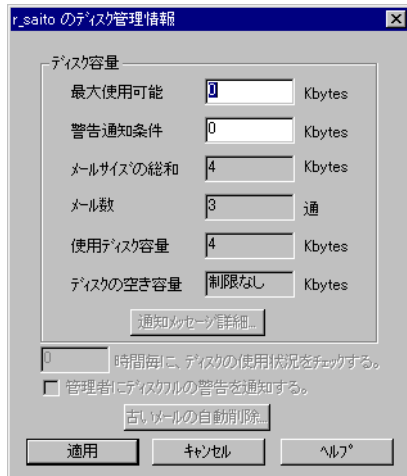 r_saito のディスク管理情報
ディスク容量
最大使用可能 0 Kbytes
警告通知条件 0 Kbytes
メールサイズの総和 4 Kbytes
メール数 3 通
使用ディスク容量 4 Kbytes
ディスクの空き容量 制限なし Kbytes
通知メッセージ詳細...
0 時間毎に、ディスクの使用状況をチェックする。
管理者にディスクフルの警告を通知する。
古いメールの自動削除...
適用 キャンセル ヘルプ